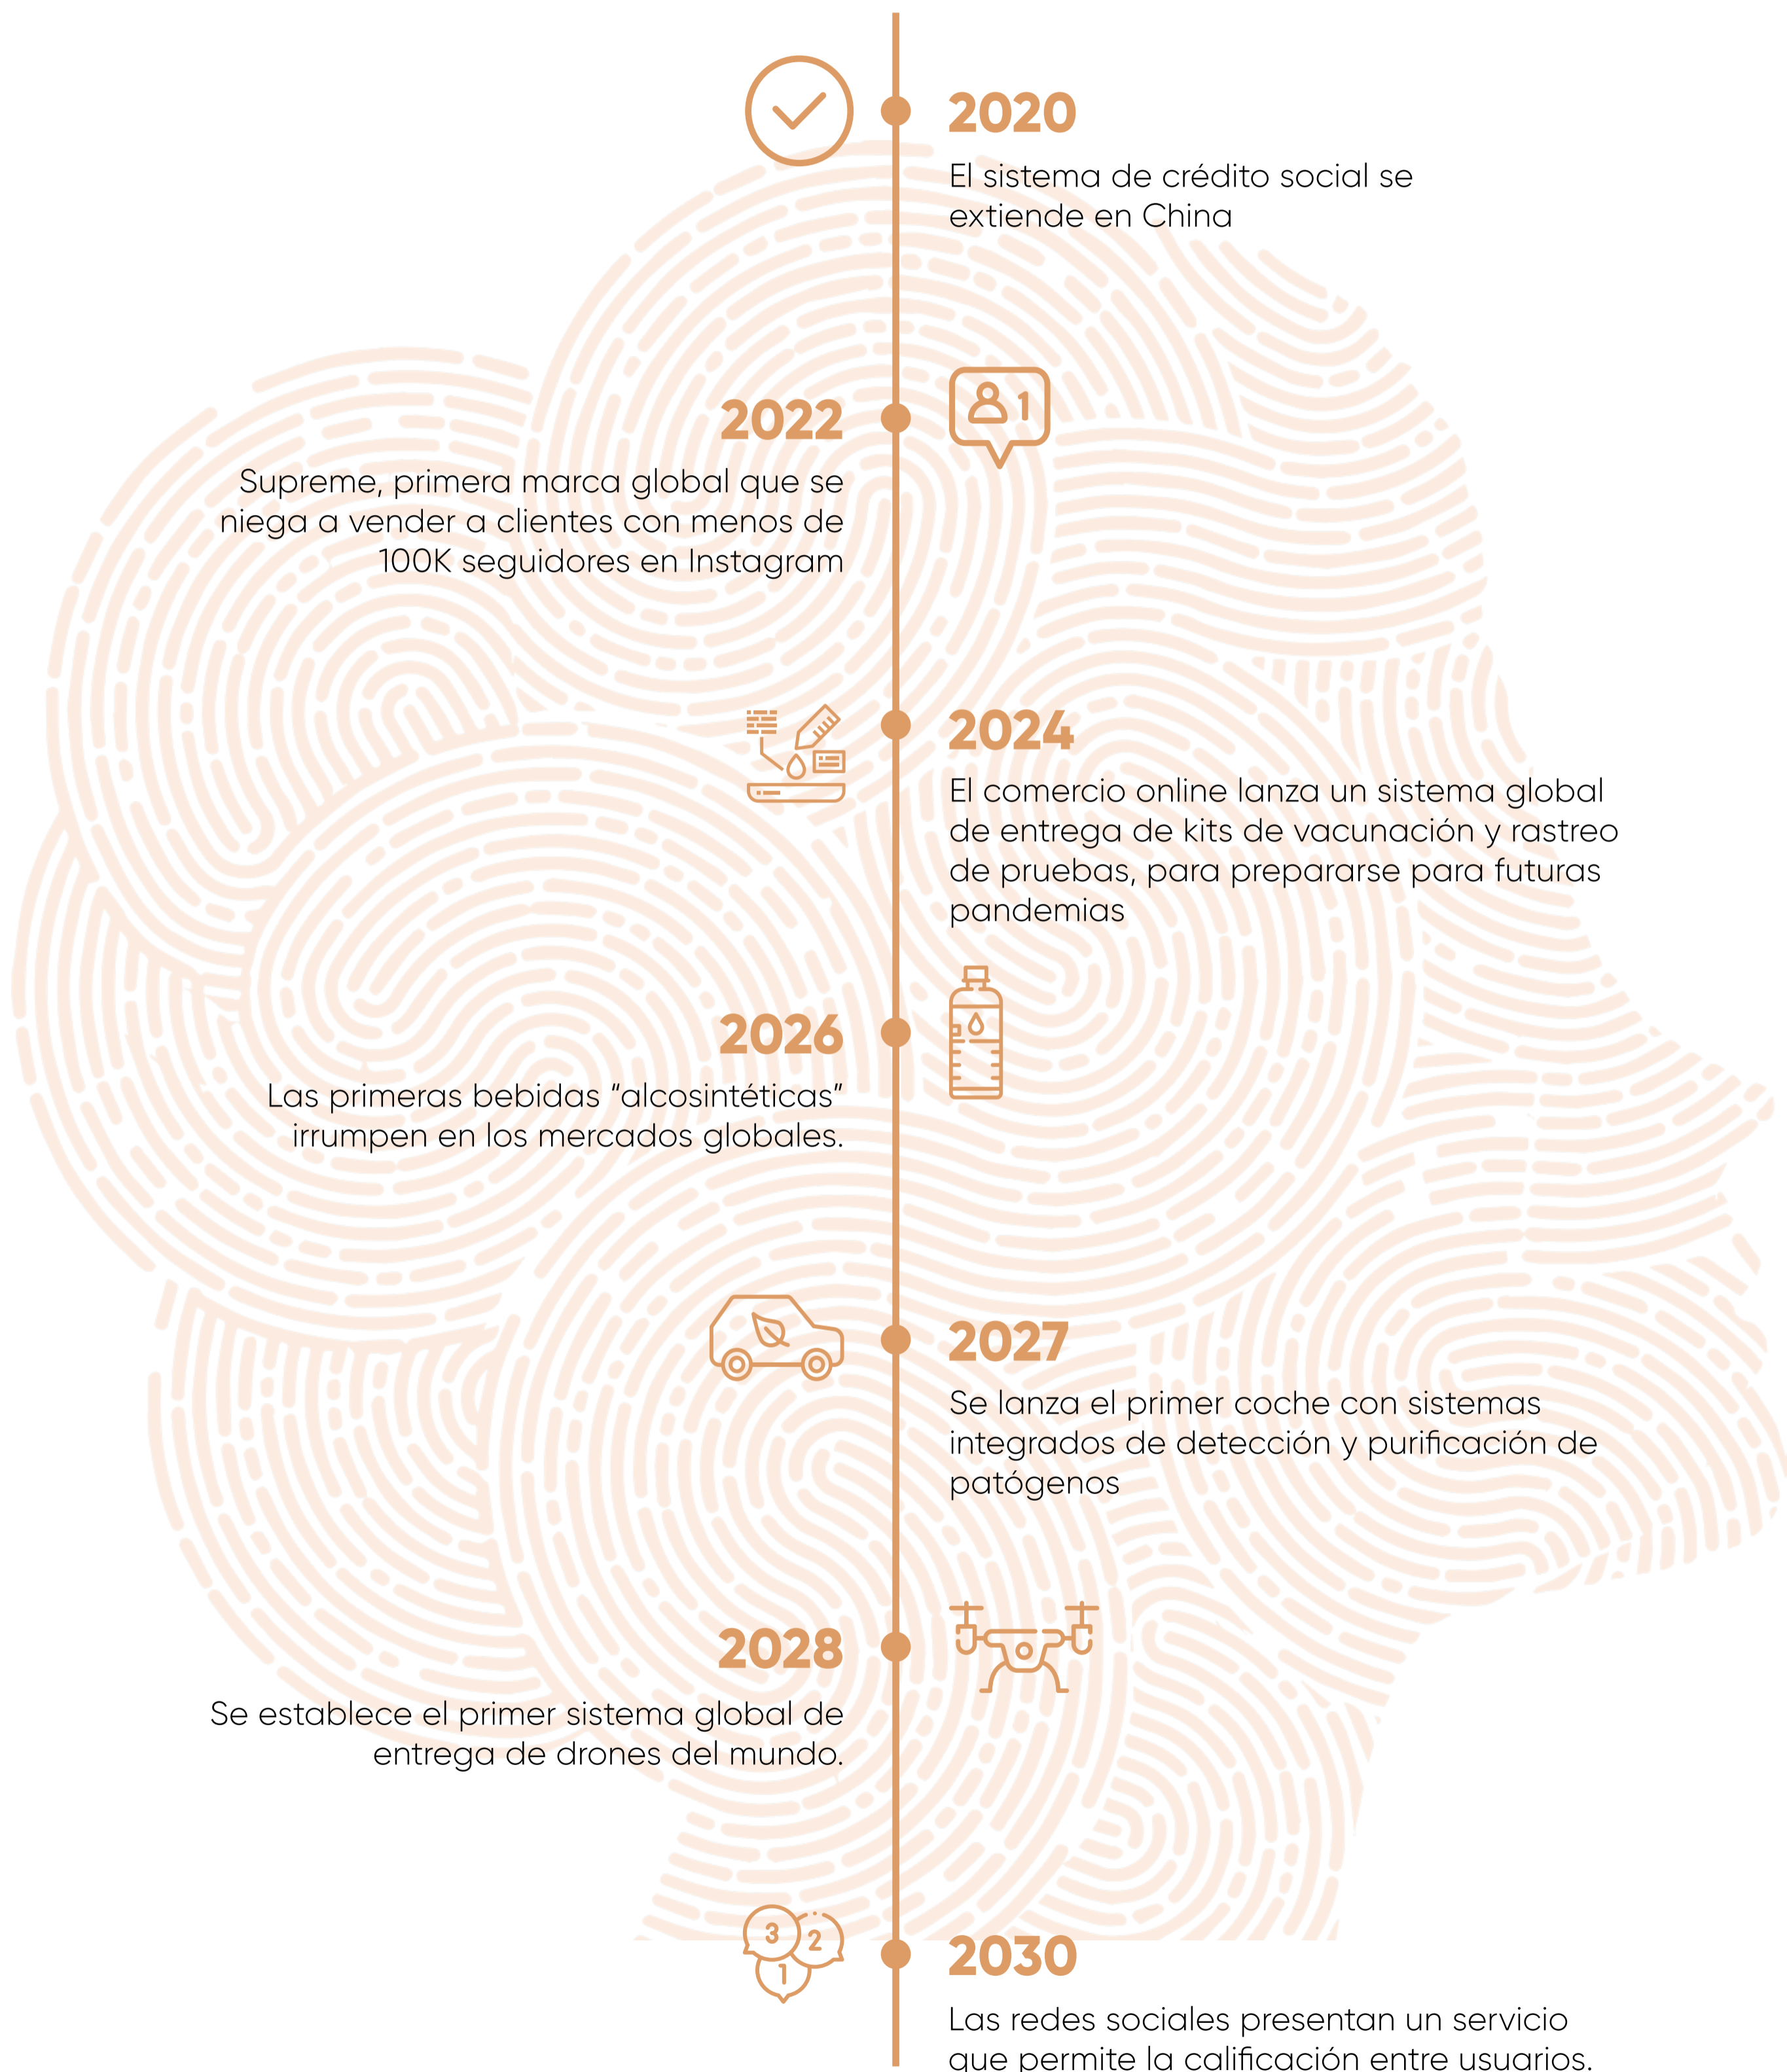 2020
El sistema de crédito social se
extiende en China
1
2022
Supreme, primera marca global que se
niega a vender a clientes con menos de
100K seguidores en Instagram
2024
El comercio online lanza un sistema global
de entrega de kits de vacunación y rastreo
de pruebas, para prepararse para futuras
pandemias
2026
Las primeras bebidas “alcosintéticas”
irrumpen en los mercados globales.
2027
Se lanza el primer coche con sistemas
integrados de detección y purificación de
patógenos
2028
Se establece el primer sistema global de
entrega de drones del mundo.
3
2
1
2030
Las redes sociales presentan un servicio
que permite la calificación entre usuarios.